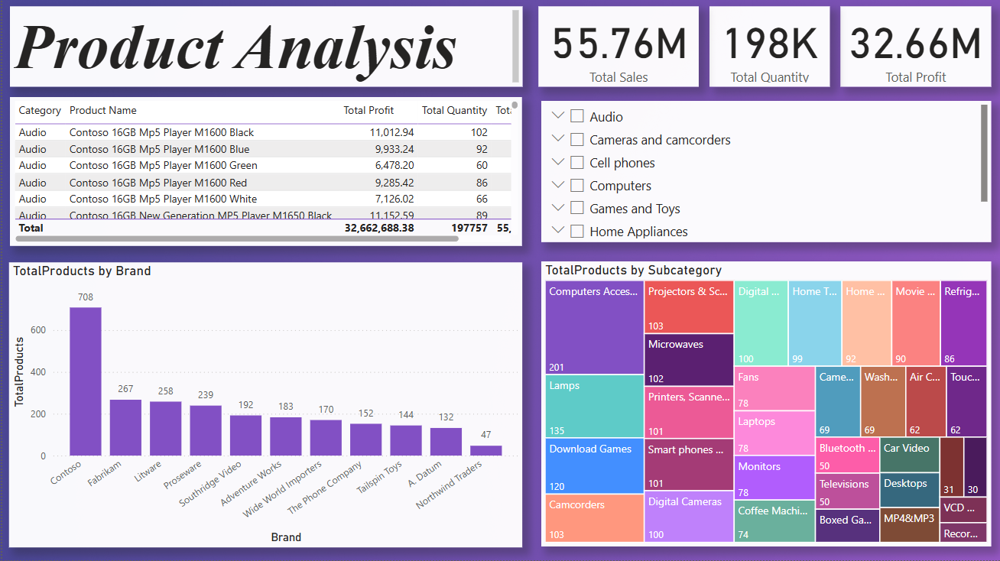 Product Analysis
55.76M
Total Sales
198K
Total Quantity
32.66M
Total Profit
Category Product Name Total Profit Total Quantity Tot
Audio Contoso 16GB Mp5 Player M1600 Black 11,012.94 102
Audio Contoso 16GB Mp5 Player M1600 Blue 9,933.24 92
Audio Contoso 16GB Mp5 Player M1600 Green 6,478.20 60
Audio Contoso 16GB Mp5 Player M1600 Red 9,285.42 86
Audio Contoso 16GB Mp5 Player M1600 White 7,126.02 66
Audio Contoso 16GB New Generation MP5 Player M1650 Black 11,152.59 89
Total 32,662,688.38 197757 55,
Audio
Cameras and camcorders
Cell phones
Computers
Games and Toys
Home Appliances
TotalProducts by Brand
TotalProducts
600
400
200
0
708
267
258
239
192
183
170
152
144
132
47
Contoso
Fabrikam
Litware
Proseware
Southridge Video
Adventure Works
Wide World Importers
The Phone Company
Tailspin Toys
A. Datum
Northwind Traders
Brand
TotalProducts by Subcategory
Computers Acces...
201
Lamps
135
Download Games
120
Camcorders
103
Projectors & Sc...
103
Microwaves
102
Printers, Scanne...
101
Smart phones ...
101
Digital Cameras
100
Digital ...
100
Home T...
99
Home ...
92
Movie ...
90
Refrig...
86
Fans
78
Laptops
78
Monitors
78
Coffee Machi...
74
Came...
69
Wash...
69
Air C...
62
Touc...
62
Bluetooth ...
50
Televisions
50
Boxed Ga...
Car Video
Desktops
MP4&MP3
31
30
VCD ...
Recor...